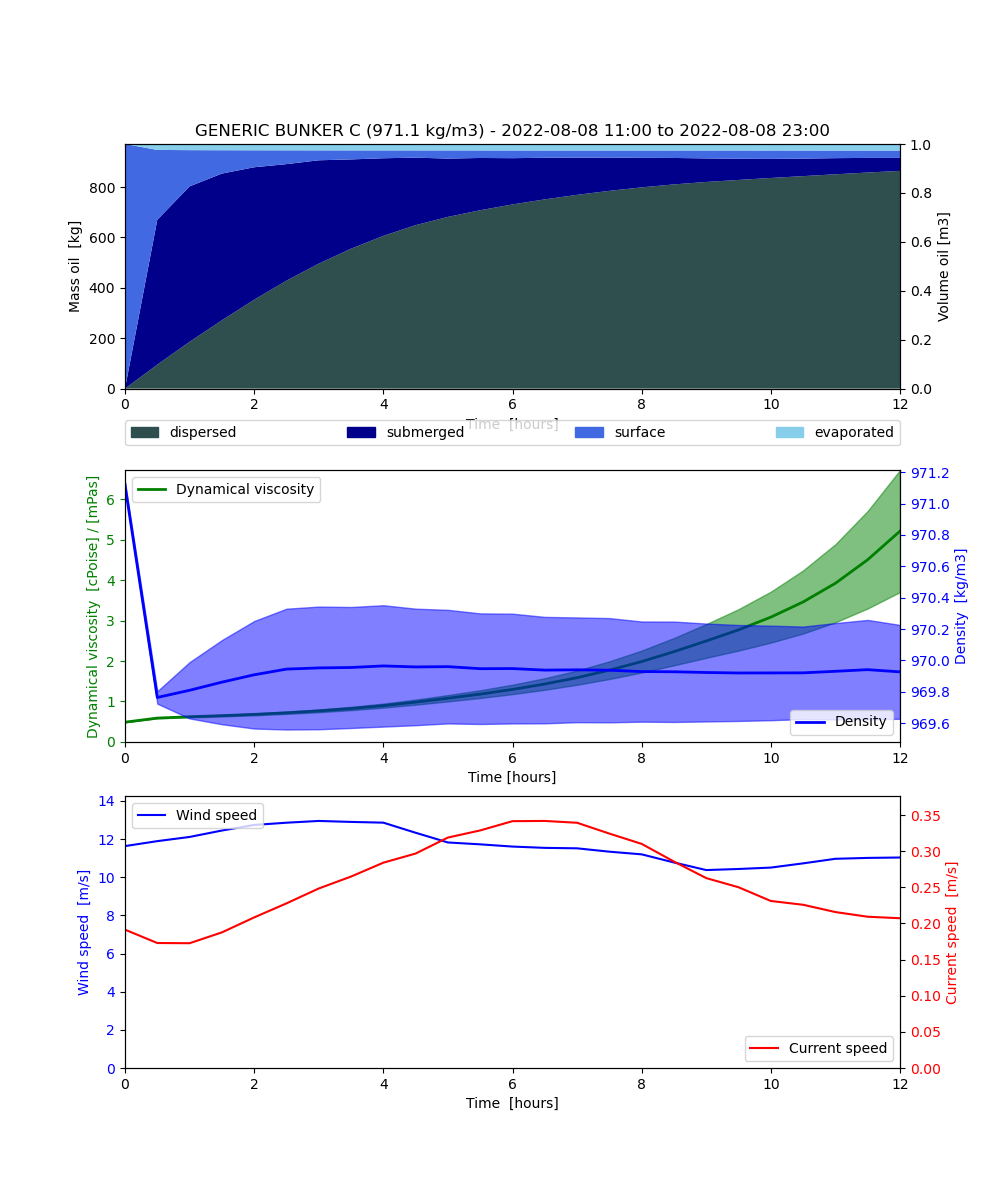 GENERIC BUNKER C (971.1 kg/m3) - 2022-08-08 11:00 to 2022-08-08 23:00
Mass oil [kg]
800
600
400
200
0
1.0
0.8
0.6
0.4
0.2
0.0
Volume oil [m3]
0 2 4 6 8 10 12
Time [hours]
dispersed submerged surface evaporated
Dynamical viscosity [cPoise] / [mPas]
6
5
4
3
2
1
0
Dynamical viscosity
971.2
971.0
970.8
970.6
970.4
970.2
970.0
969.8
969.6
Density [kg/m3]
Density
0 2 4 6 8 10 12
Time [hours]
Wind speed [m/s]
14
12
10
8
6
4
2
0
Wind speed
0.35
0.30
0.25
0.20
0.15
0.10
0.05
0.00
Current speed [m/s]
Current speed
0 2 4 6 8 10 12
Time [hours]